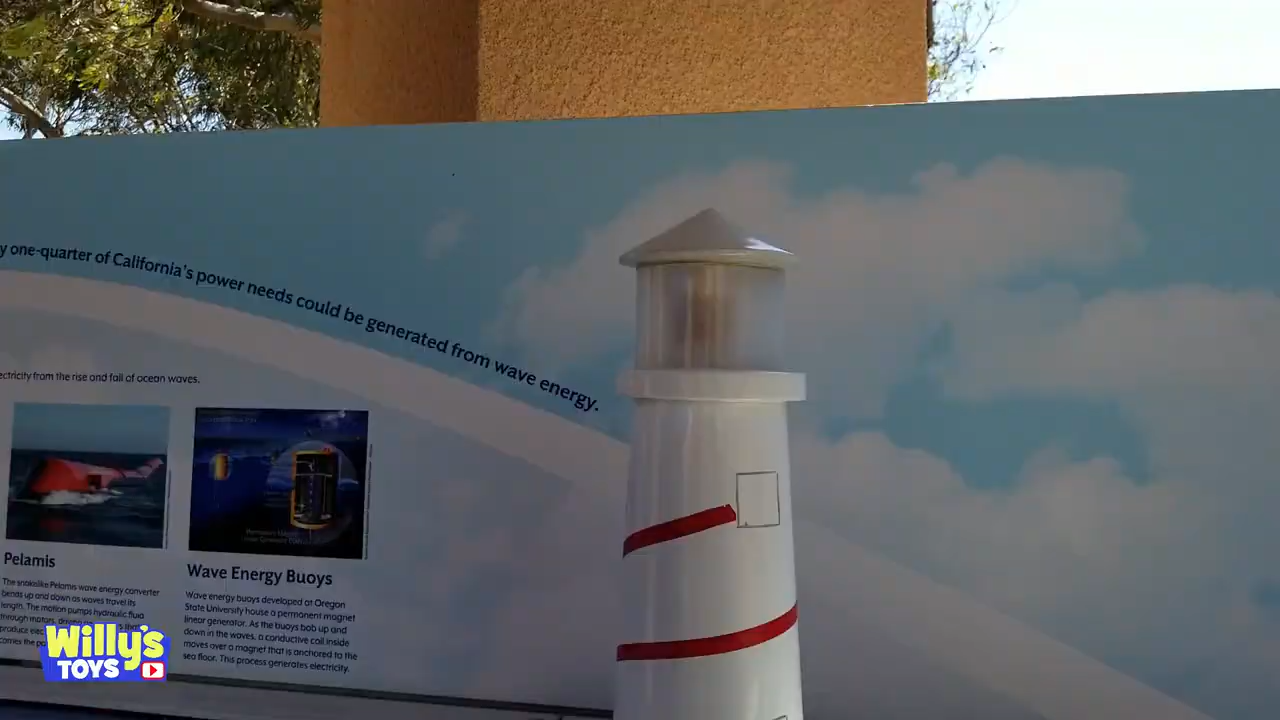 y one-quarter of California's power needs could be generated from wave energy.
ectricity from the rise and fall of ocean waves.
Pelamis
The snakelike Pelamis wave energy converter
bends up and down as waves travel its
length. The motion pumps hydraulic fluid
through motors,
produce elec
carries the po
Wave Energy Buoys
Wave energy buoys developed at Oregon
State University house a permanent magnet
linear generator. As the buoys bob up and
down in the waves, a conductive coil inside
moves over a magnet that is anchored to the
sea floor. This process generates electricity.
Willy's
TOYS